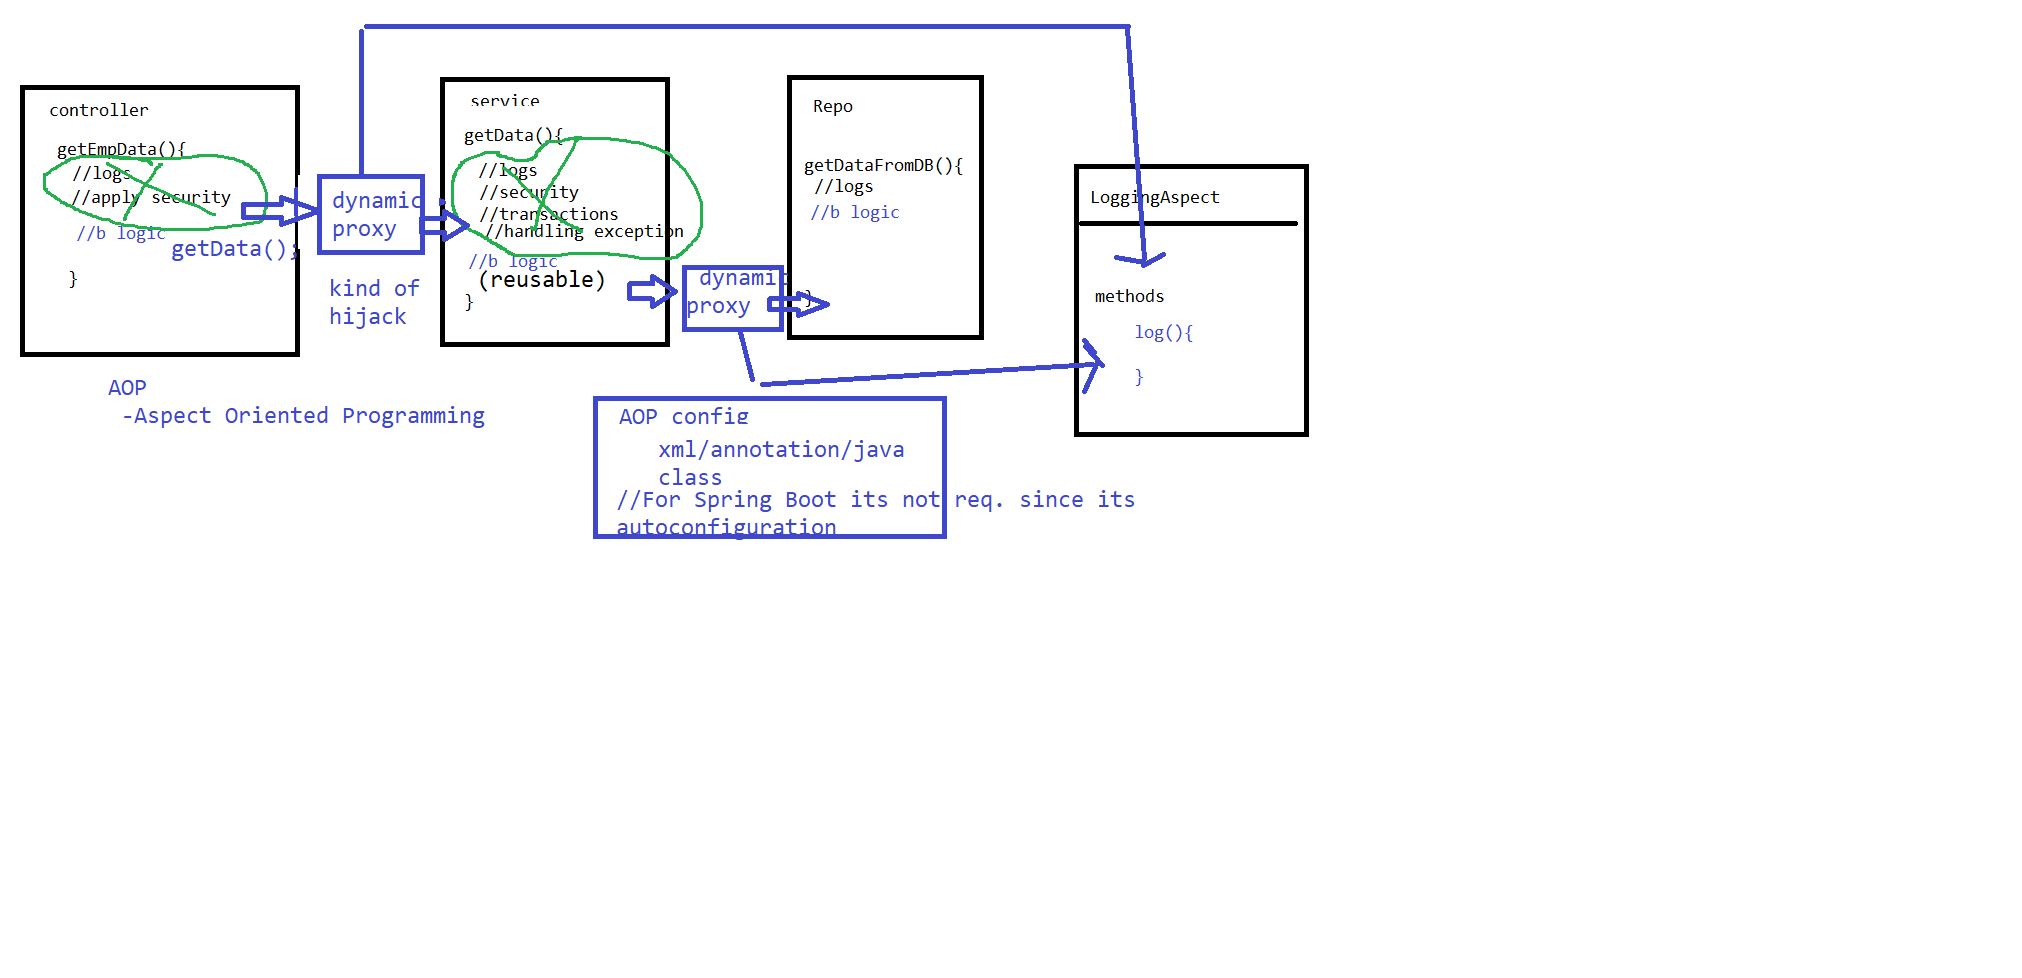 controller
getEmpData(){
//logs
//apply security
//b logic
getData();
}
dynamic
proxy
kind of
hijack
service
getData(){
//logs
//security
//transactions
//handling exception
//b logic
(reusable)
}
dynamic
proxy
Repo
getDataFromDB(){
//logs
//b logic
}
LoggingAspect
methods
log(){
}
AOP
-Aspect Oriented Programming
AOP config
xml/annotation/java
class
//For Spring Boot its not req. since its
autoconfiguration